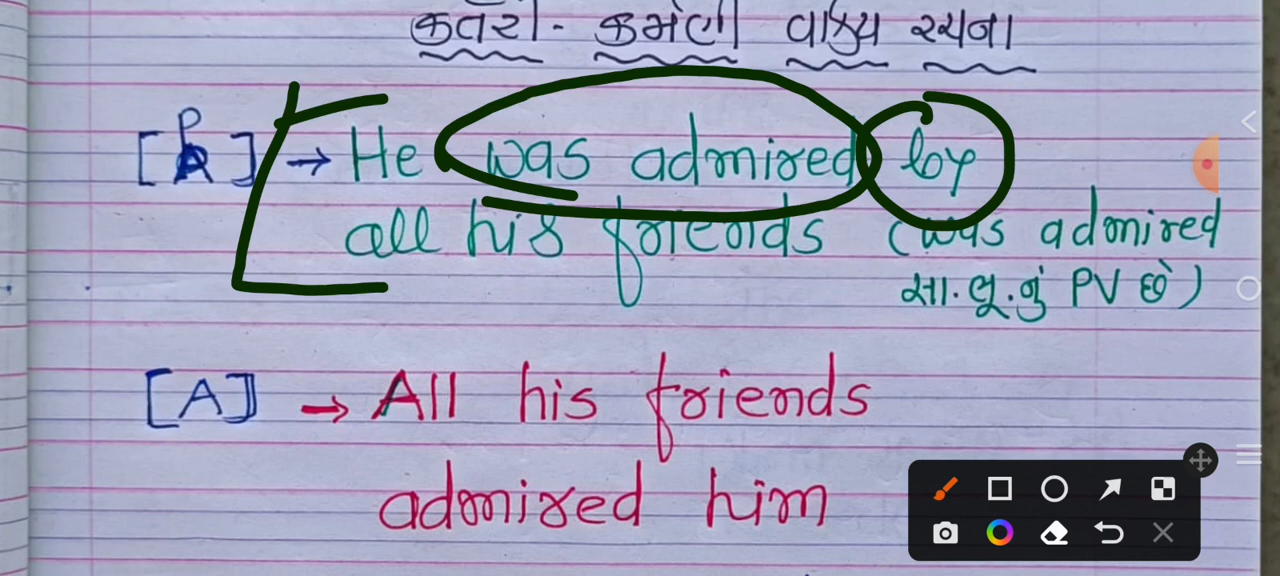 કર્તરી - કર્મણી વાક્ય રચના
[P] → He was admired by
all his friends (was admired
સા.ભૂ.નું PV છે)
[A] → All his friends
admired him